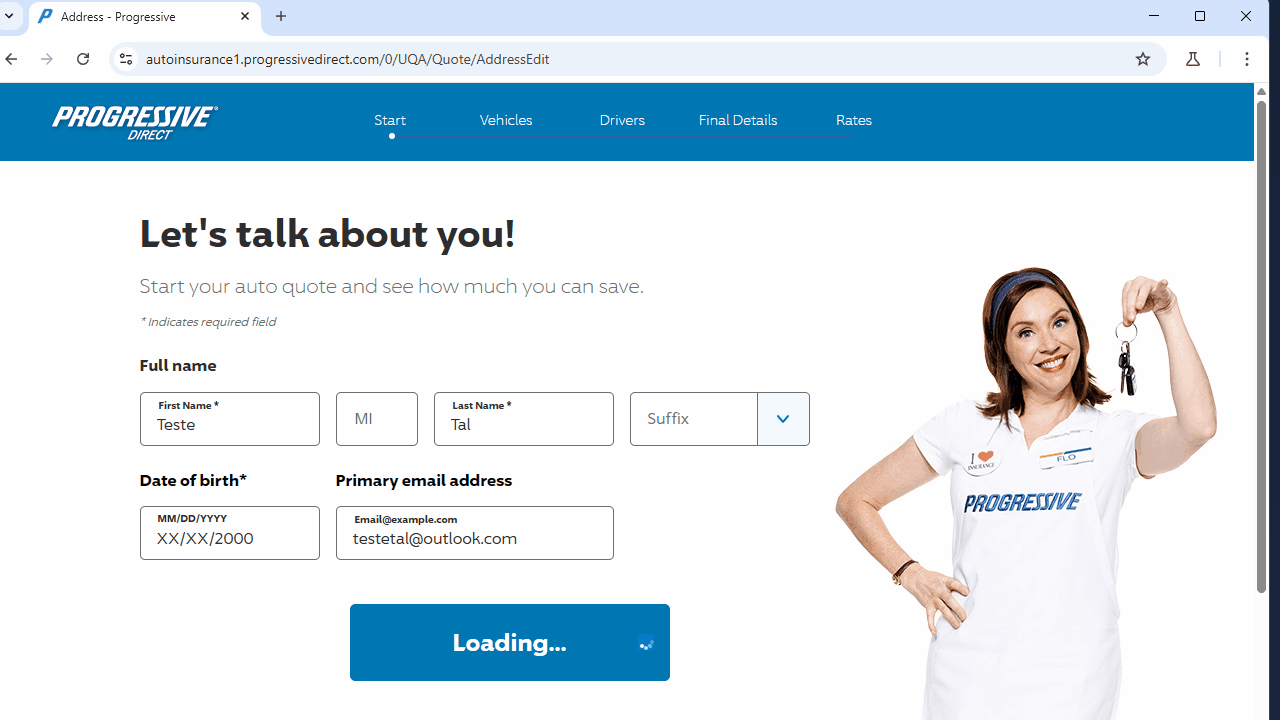 Address - Progressive
autoinsurance1.progressivedirect.com/0/UQA/Quote/AddressEdit
PROGRESSIVE®
DIRECT
Start
Vehicles
Drivers
Final Details
Rates
Let's talk about you!
Start your auto quote and see how much you can save.
* Indicates required field
Full name
First Name *
Teste
MI
Last Name *
Tal
Suffix
Date of birth*
Primary email address
MM/DD/YYYY
XX/XX/2000
Email@example.com
testetal@outlook.com
Loading...
I
INSURANCE
FLO
PROGRESSIVE